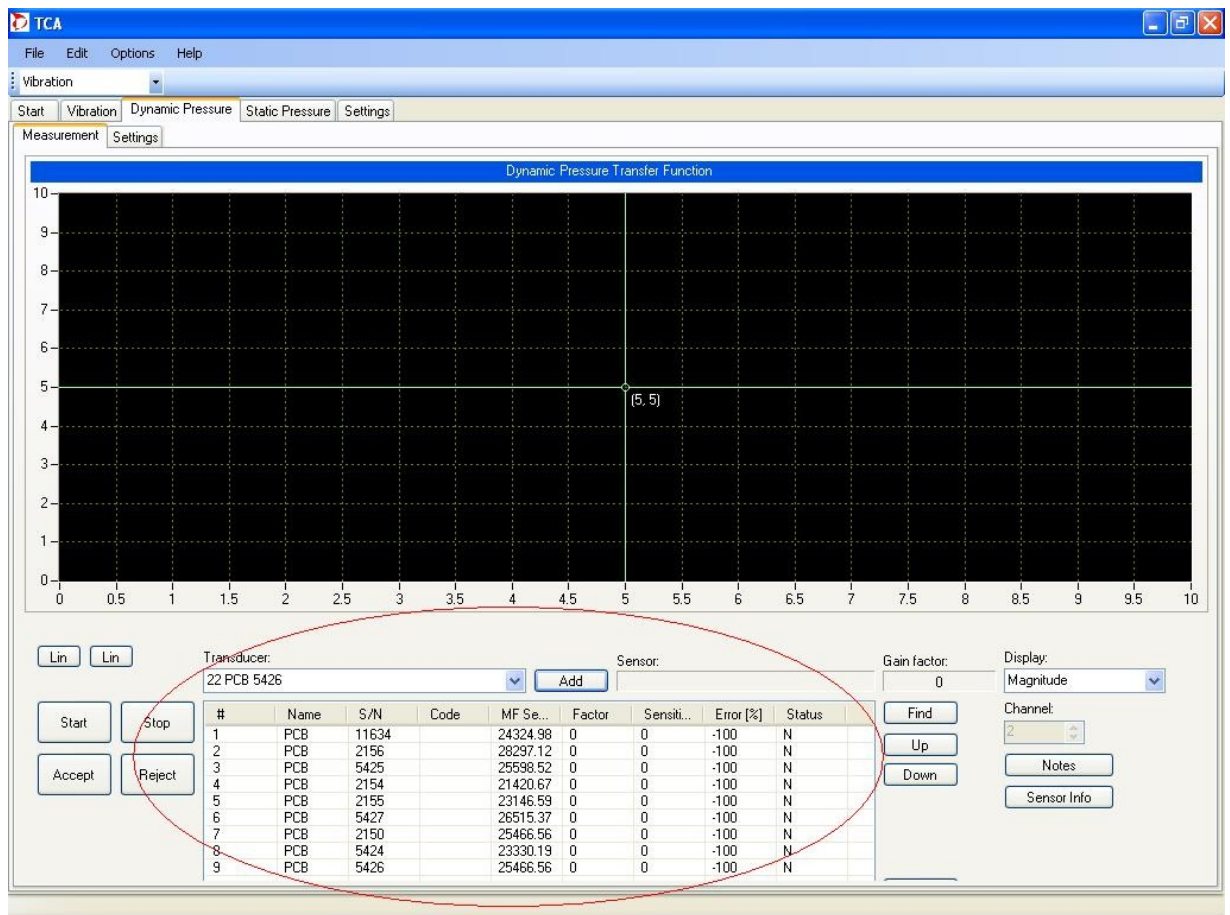 TCA
File Edit Options Help
Vibration
Start Vibration Dynamic Pressure Static Pressure Settings
Measurement Settings
Dynamic Pressure Transfer Function
10
9
8
7
6
5
(5, 5)
4
3
2
1
0
0 0.5 1 1.5 2 2.5 3 3.5 4 4.5 5 5.5 6 6.5 7 7.5 8 8.5 9 9.5 10
Lin Lin Transducer: Sensor: Gain factor: Display:
22 PCB 5426 Add 0 Magnitude
Start Stop # Name S/N Code MF Se... Factor Sensiti... Error [%] Status Find Channel:
1 PCB 11634 24324.98 0 0 -100 N 2
2 PCB 2156 28297.12 0 0 -100 N Up
3 PCB 5425 25598.52 0 0 -100 N Notes
Accept Reject 4 PCB 2154 21420.67 0 0 -100 N Down
5 PCB 2155 23146.59 0 0 -100 N Sensor Info
6 PCB 5427 26515.37 0 0 -100 N
7 PCB 2150 25466.56 0 0 -100 N
8 PCB 5424 23330.19 0 0 -100 N
9 PCB 5426 25466.56 0 0 -100 N